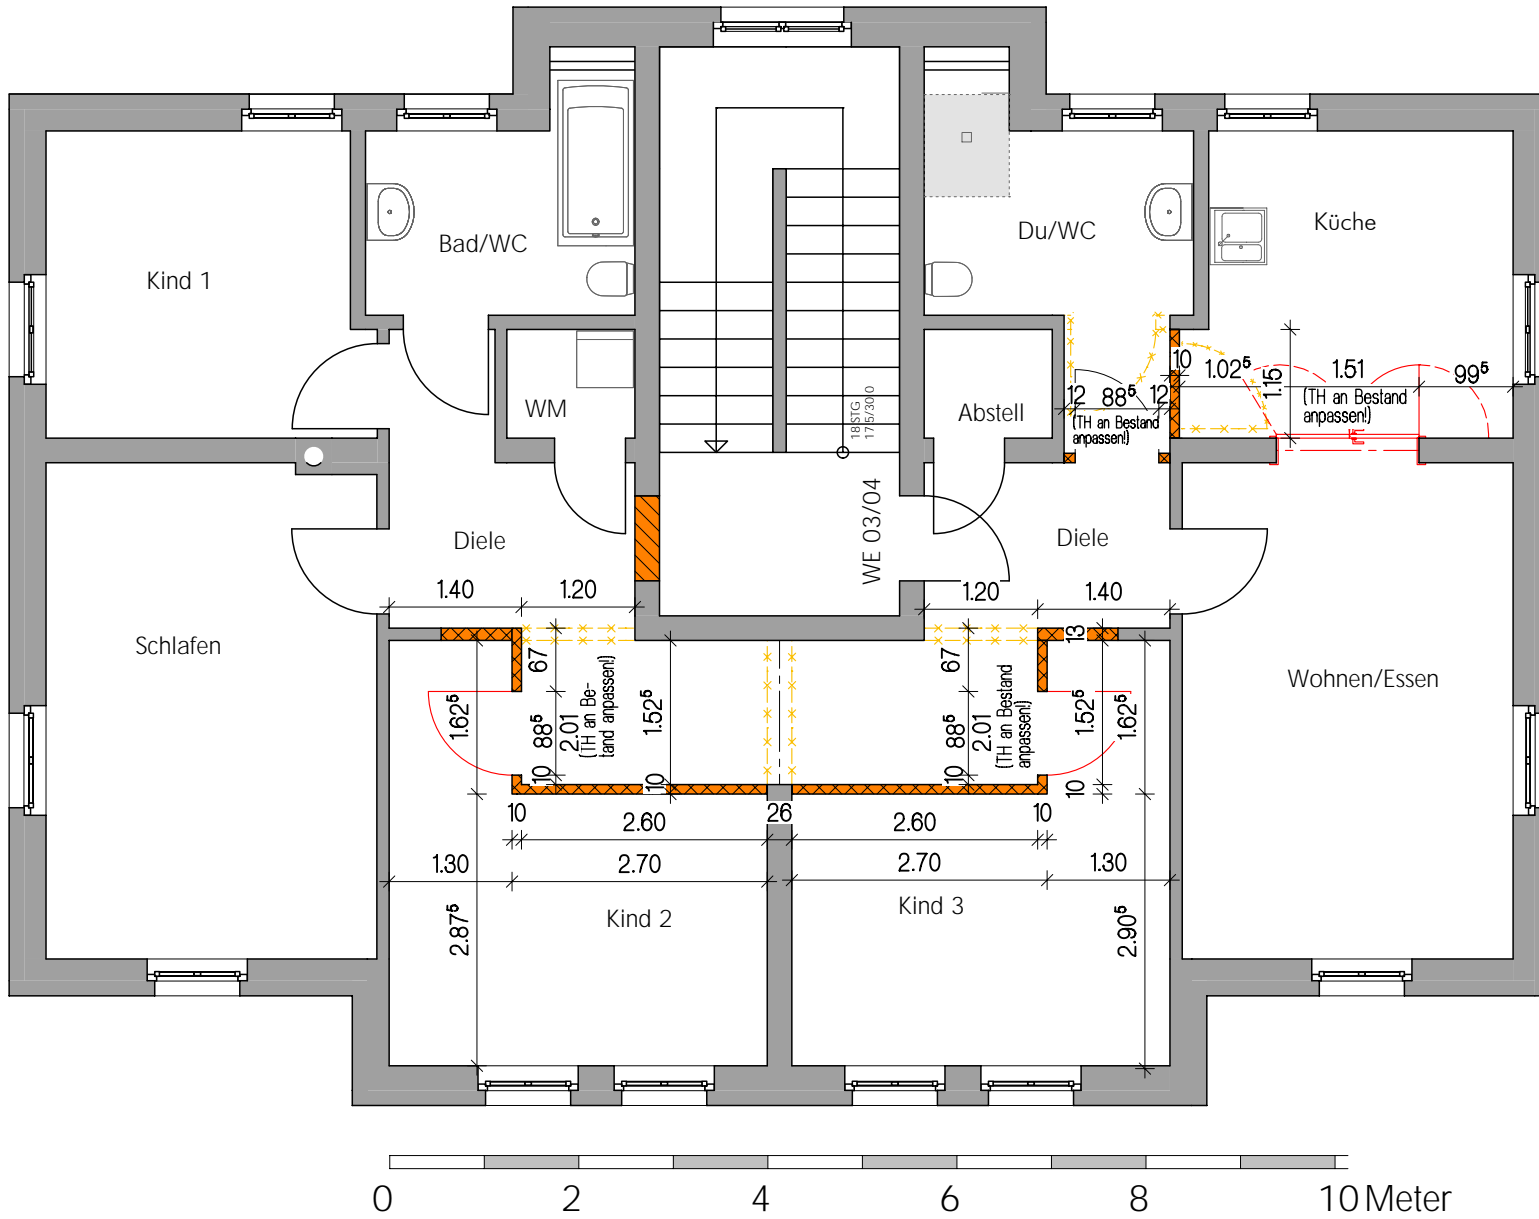 Kind 1
Bad/WC
WM
18 STG
17.5/30.0
Du/WC
Küche
Abstell
10
1.02⁵
1.15
1.51
99⁵
(TH an Bestand
anpassen!)
12
88⁵
12
(TH an Bestand
anpassen!)
WE 03/04
Diele
Diele
1.40
1.20
1.20
1.40
Schlafen
Wohnen/Essen
67
1.62⁵
88⁵
2.01
(TH an Be-
tand anpassen!)
1.52⁵
10
10
67
88⁵
2.01
(TH an Bestand
anpassen!)
10
13
1.52⁵
1.62⁵
10
10
2.60
26
2.60
10
1.30
2.70
2.70
1.30
2.87⁵
Kind 2
Kind 3
2.90⁵
0
2
4
6
8
10 Meter